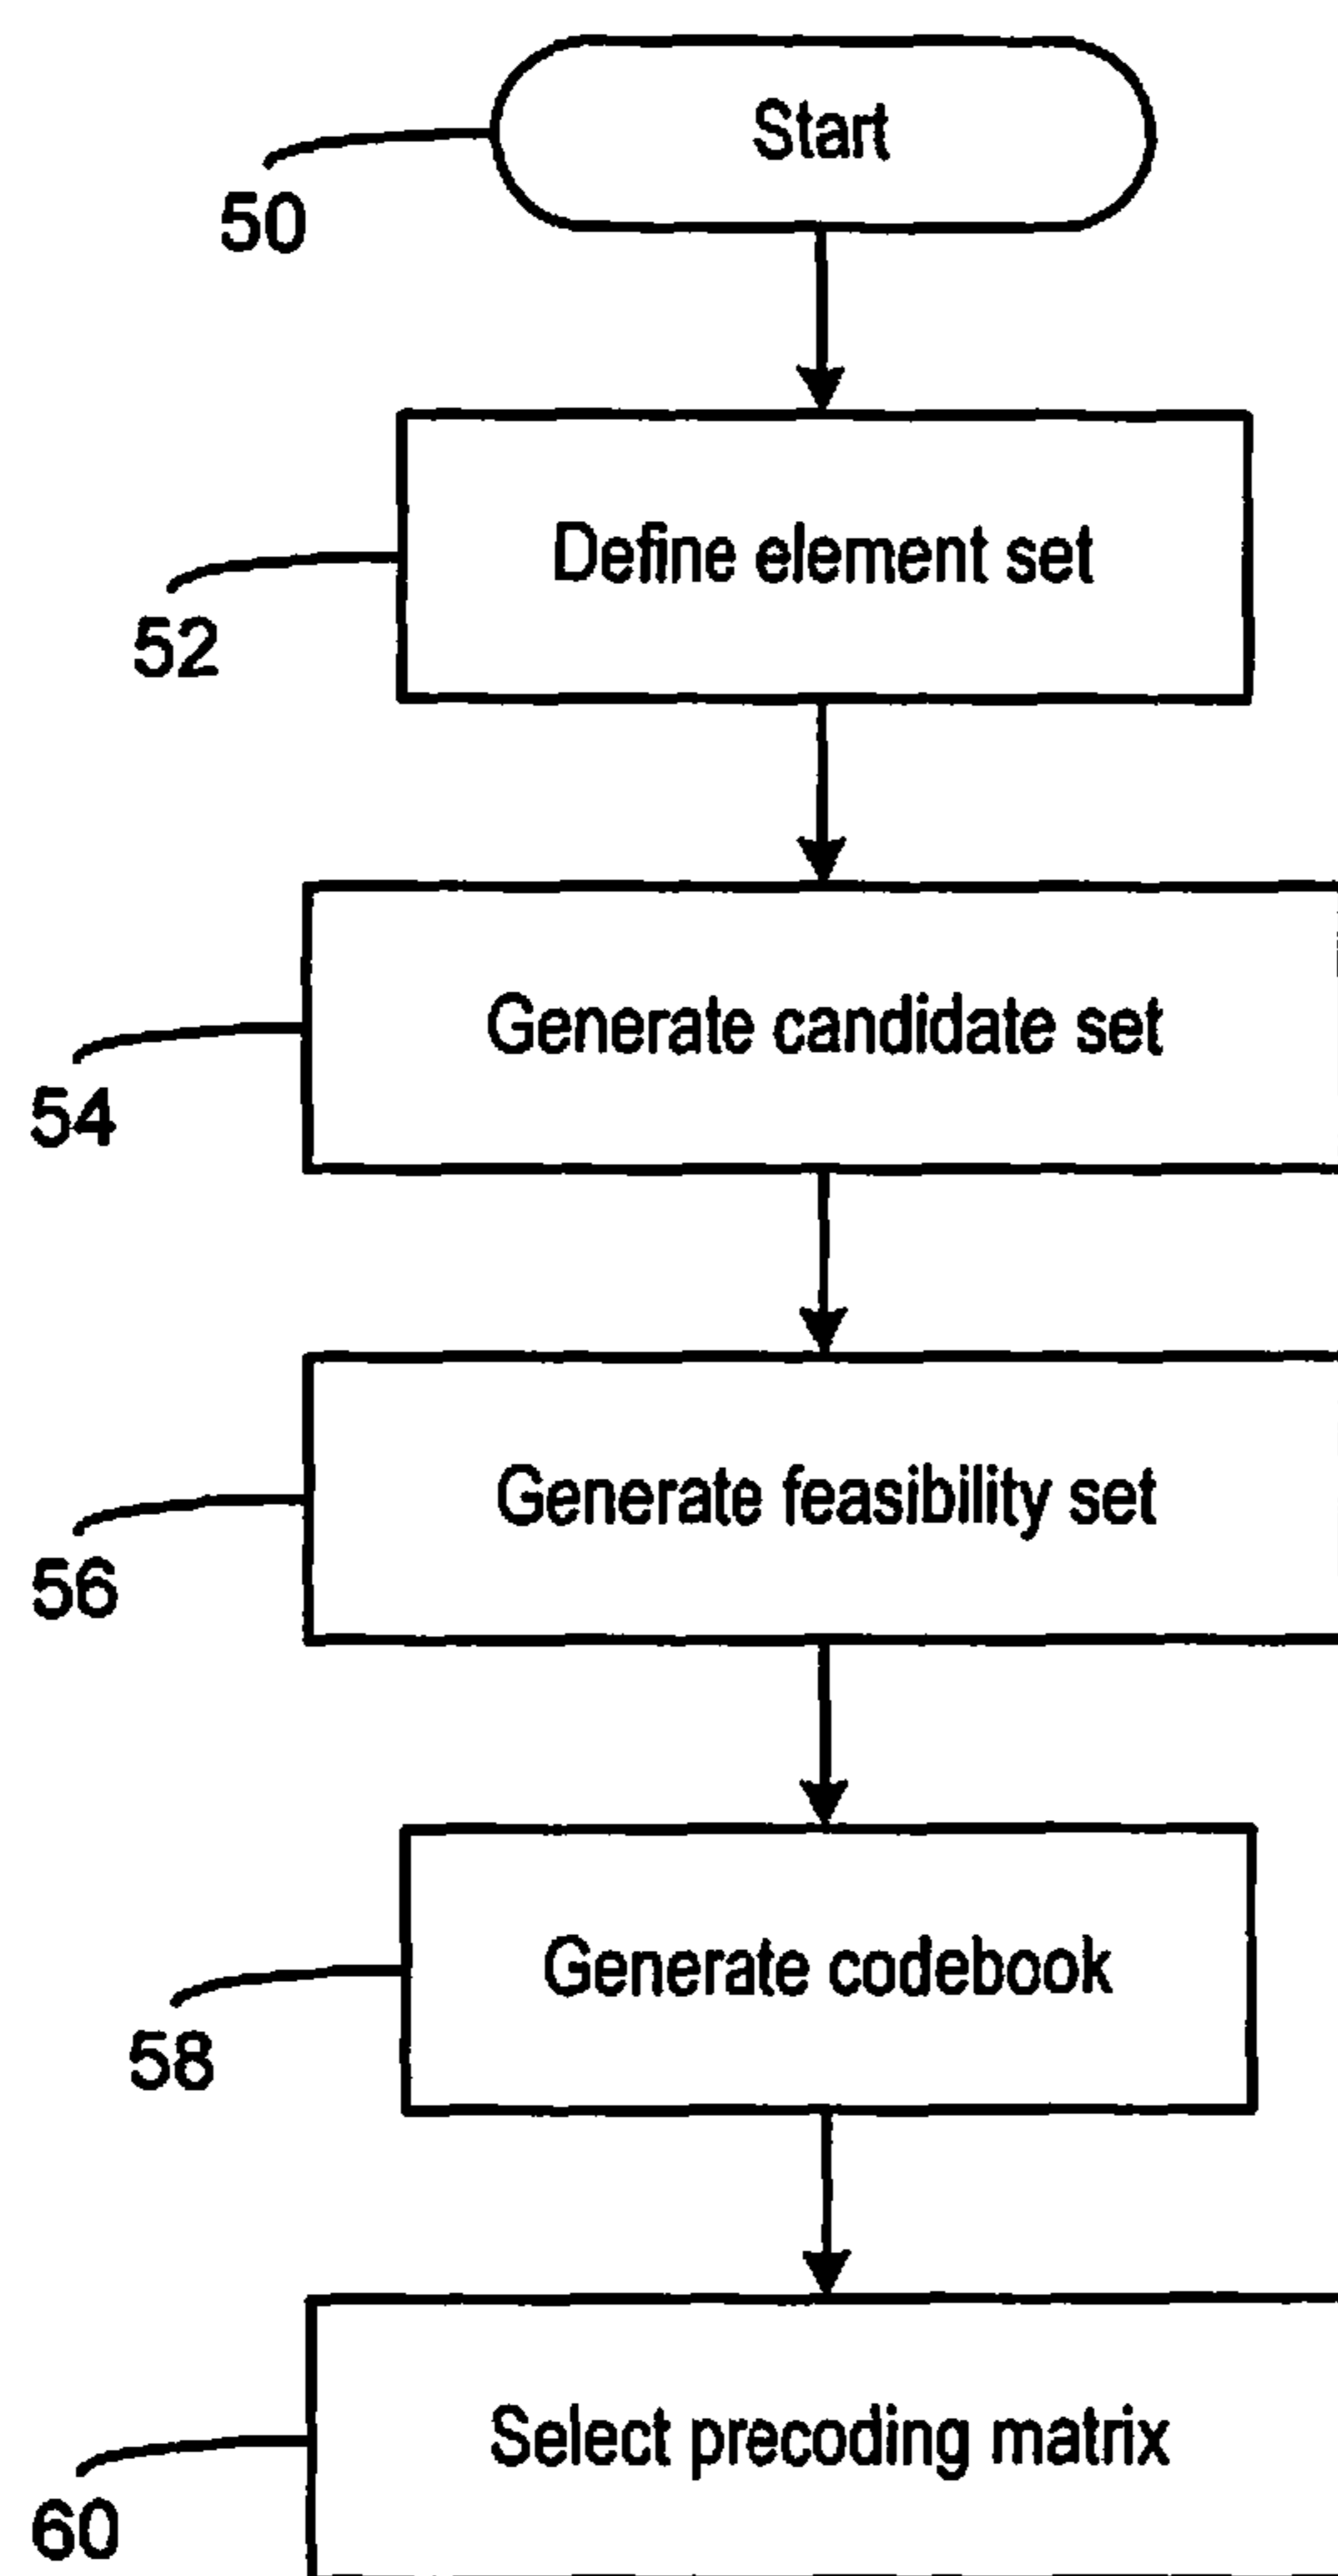 Start
50
Define element set
52
Generate candidate set
54
Generate feasibility set
56
Generate codebook
58
Select precoding matrix
60